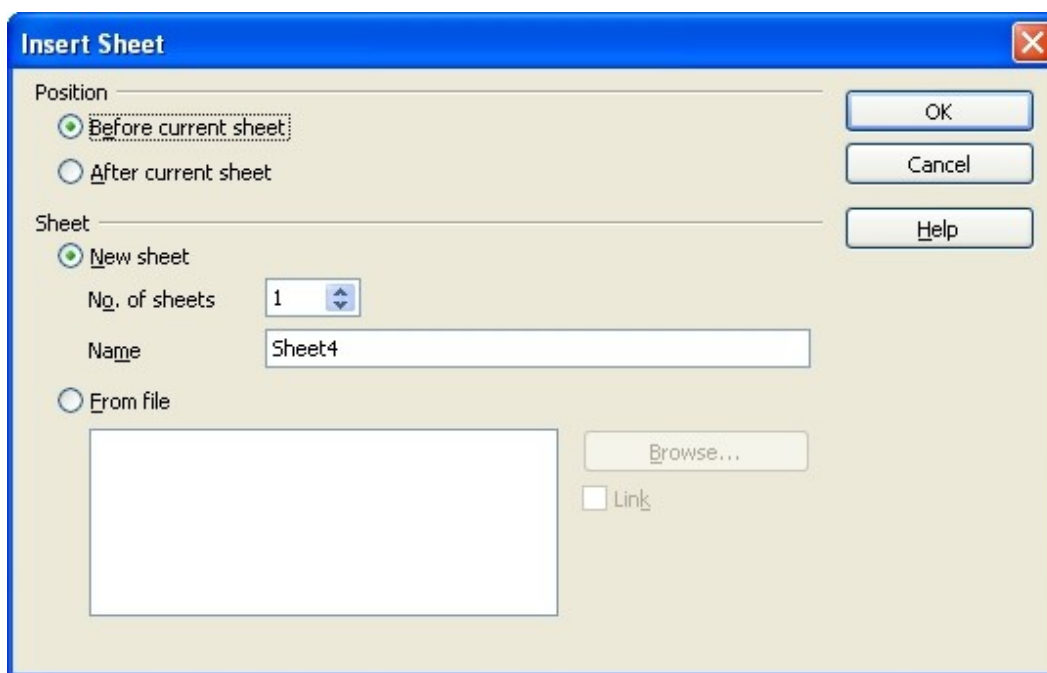 Insert Sheet
Position
Before current sheet
After current sheet
OK
Cancel
Help
Sheet
New sheet
No. of sheets 1
Name Sheet4
From file
Browse...
Link